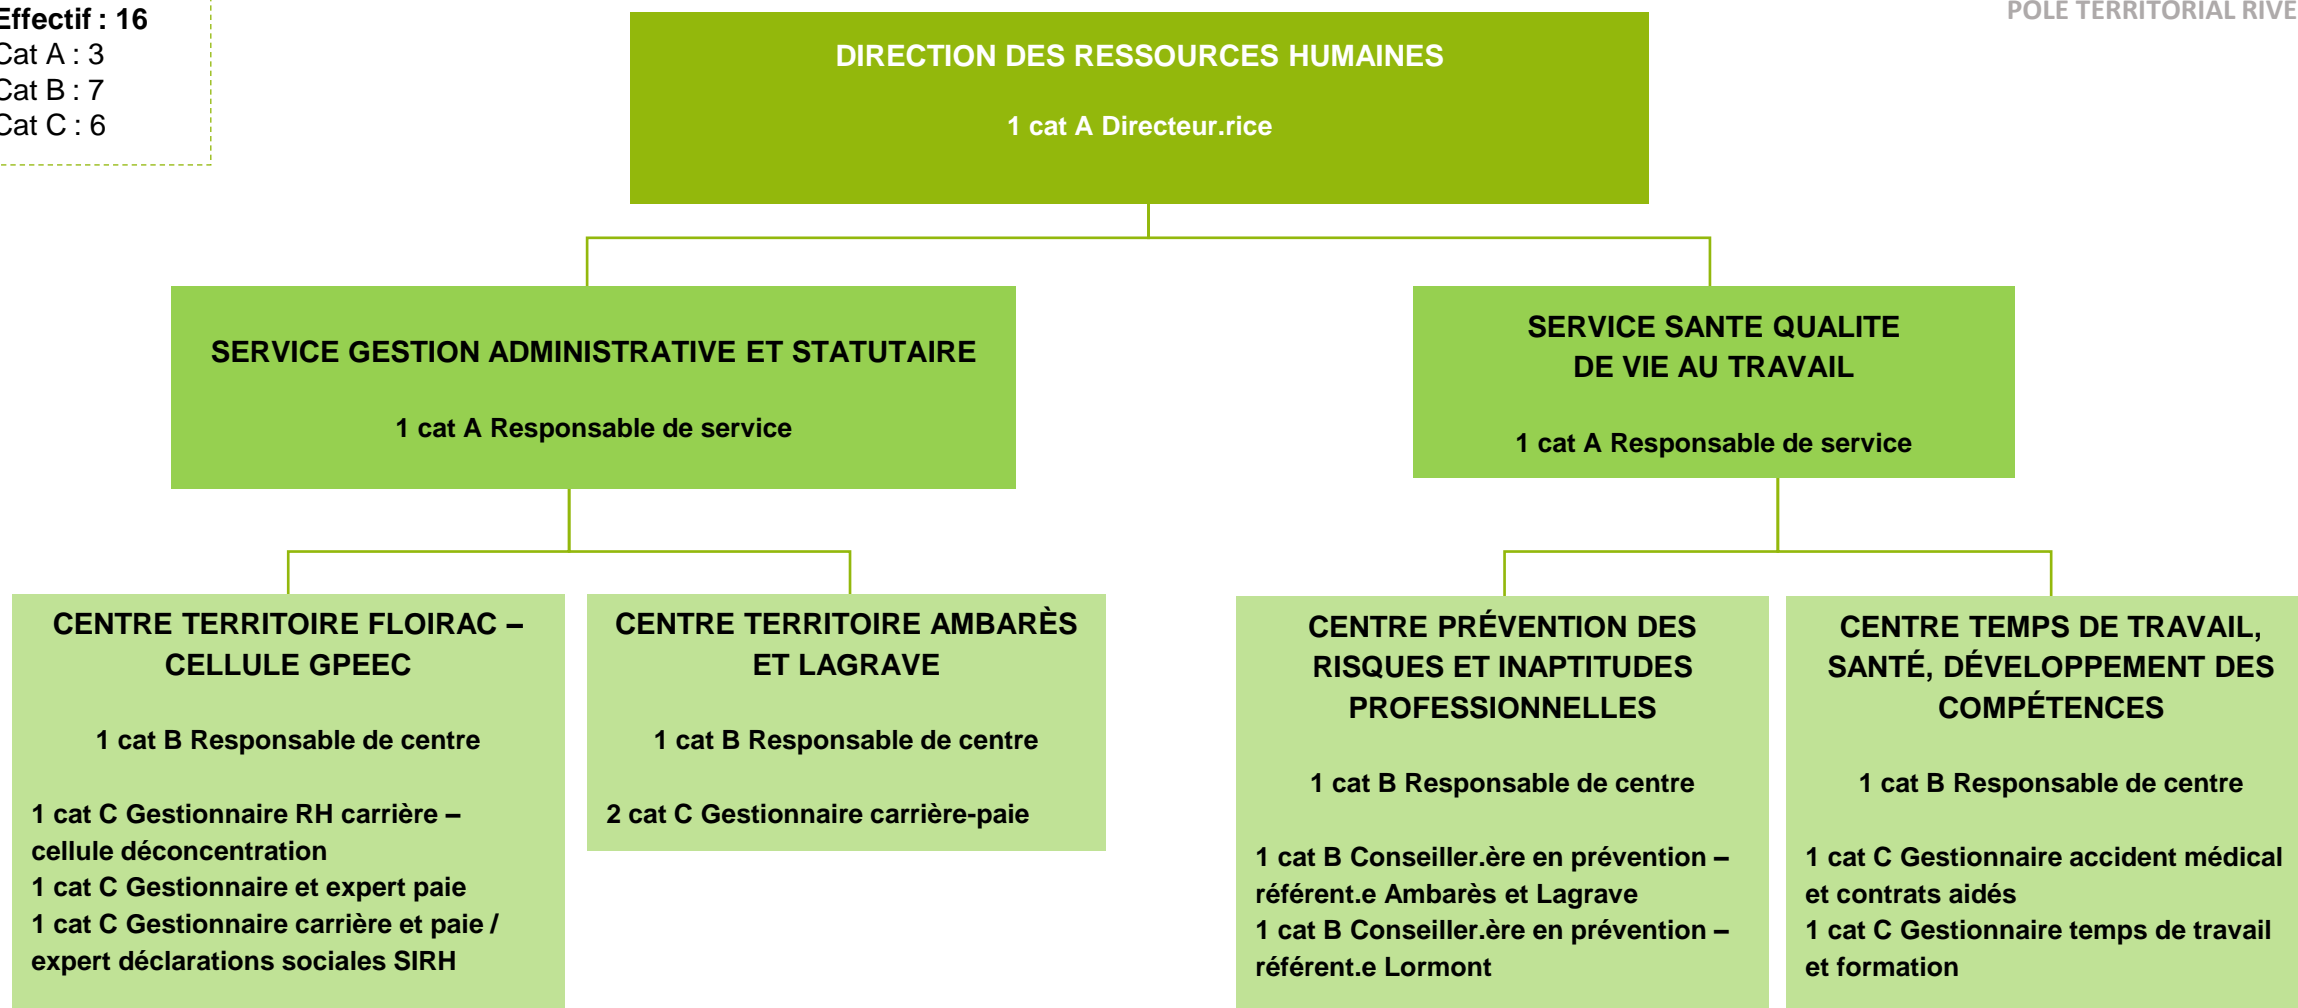 Effectif : 16
Cat A : 3
Cat B : 7
Cat C : 6
POLE TERRITORIAL RIVE
DIRECTION DES RESSOURCES HUMAINES
1 cat A Directeur.rice
SERVICE GESTION ADMINISTRATIVE ET STATUTAIRE
1 cat A Responsable de service
SERVICE SANTE QUALITE
DE VIE AU TRAVAIL
1 cat A Responsable de service
CENTRE TERRITOIRE FLOIRAC –
CELLULE GPEEC
1 cat B Responsable de centre
1 cat C Gestionnaire RH carrière –
cellule déconcentration
1 cat C Gestionnaire et expert paie
1 cat C Gestionnaire carrière et paie /
expert déclarations sociales SIRH
CENTRE TERRITOIRE AMBARÈS
ET LAGRAVE
1 cat B Responsable de centre
2 cat C Gestionnaire carrière-paie
CENTRE PRÉVENTION DES
RISQUES ET INAPTITUDES
PROFESSIONNELLES
1 cat B Responsable de centre
1 cat B Conseiller.ère en prévention –
référent.e Ambarès et Lagrave
1 cat B Conseiller.ère en prévention –
référent.e Lormont
CENTRE TEMPS DE TRAVAIL,
SANTÉ, DÉVELOPPEMENT DES
COMPÉTENCES
1 cat B Responsable de centre
1 cat C Gestionnaire accident médical
et contrats aidés
1 cat C Gestionnaire temps de travail
et formation